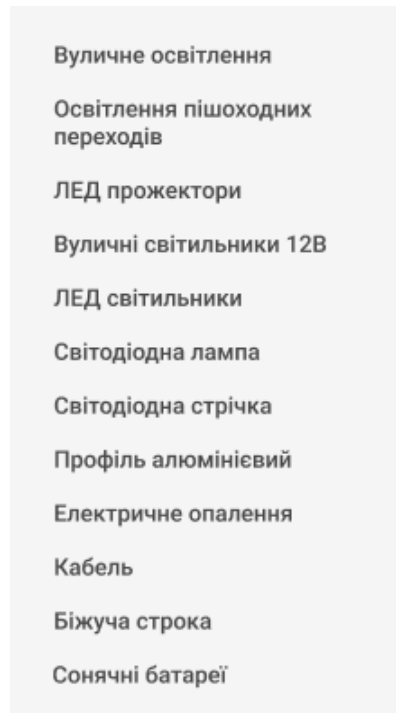 Вуличне освітлення
Освітлення пішоходних
переходів
ЛЕД прожектори
Вуличні світильники 12В
ЛЕД світильники
Світодіодна лампа
Світодіодна стрічка
Профіль алюмінієвий
Електричне опалення
Кабель
Біжуча строка
Сонячні батареї